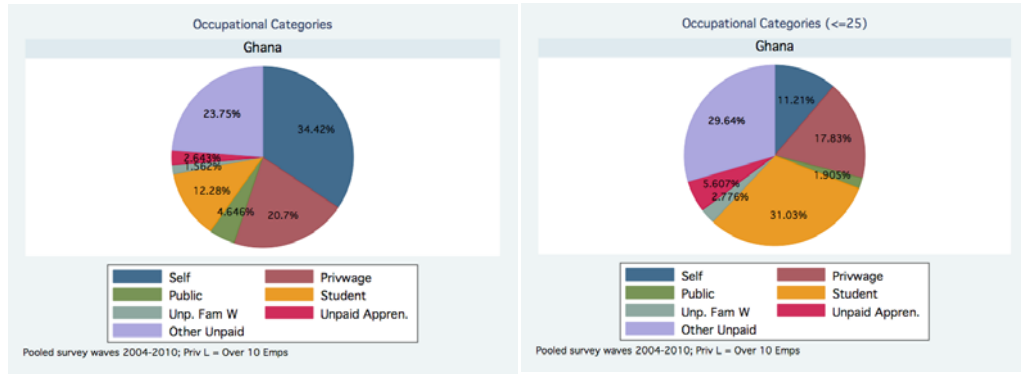 Occupational Categories
Ghana
34.42%
20.7%
4.646%
12.28%
1.562%
2.643%
23.75%
Self
Privwage
Public
Student
Unp. Fam W
Unpaid Appren.
Other Unpaid
Pooled survey waves 2004-2010; Priv L = Over 10 Emps
Occupational Categories (<=25)
Ghana
11.21%
17.83%
1.905%
31.03%
2.776%
5.607%
29.64%
Self
Privwage
Public
Student
Unp. Fam W
Unpaid Appren.
Other Unpaid
Pooled survey waves 2004-2010; Priv L = Over 10 Emps